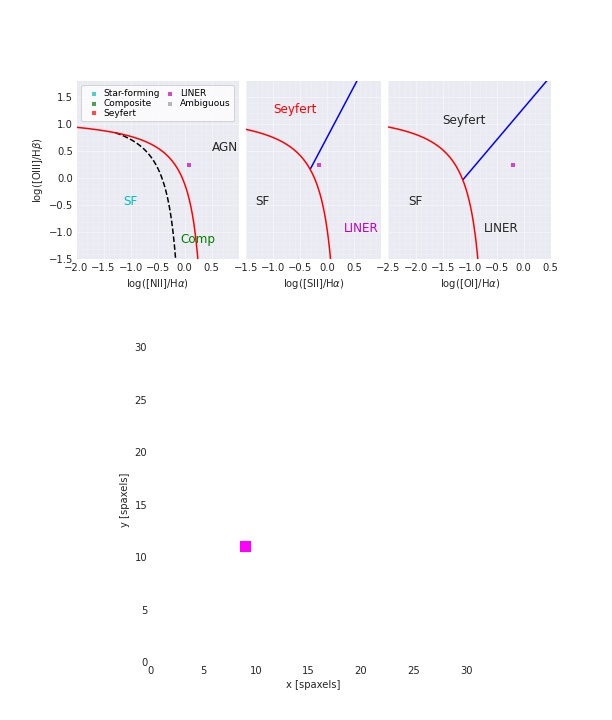 Star-forming
Composite
Seyfert
LINER
Ambiguous
1.5
1.0
0.5
0.0
−0.5
−1.0
−1.5
log([OIII]/Hβ)
AGN
SF
Comp
−2.0 −1.5 −1.0 −0.5 0.0 0.5
log([NII]/Hα)
Seyfert
SF
LINER
−1.0 −0.5 0.0 0.5
log([SII]/Hα)
Seyfert
SF
LINER
−2.5 −2.0 −1.5 −1.0 −0.5 0.0 0.5
log([OI]/Hα)
30
25
20
15
10
5
0
y [spaxels]
0 5 10 15 20 25 30
x [spaxels]